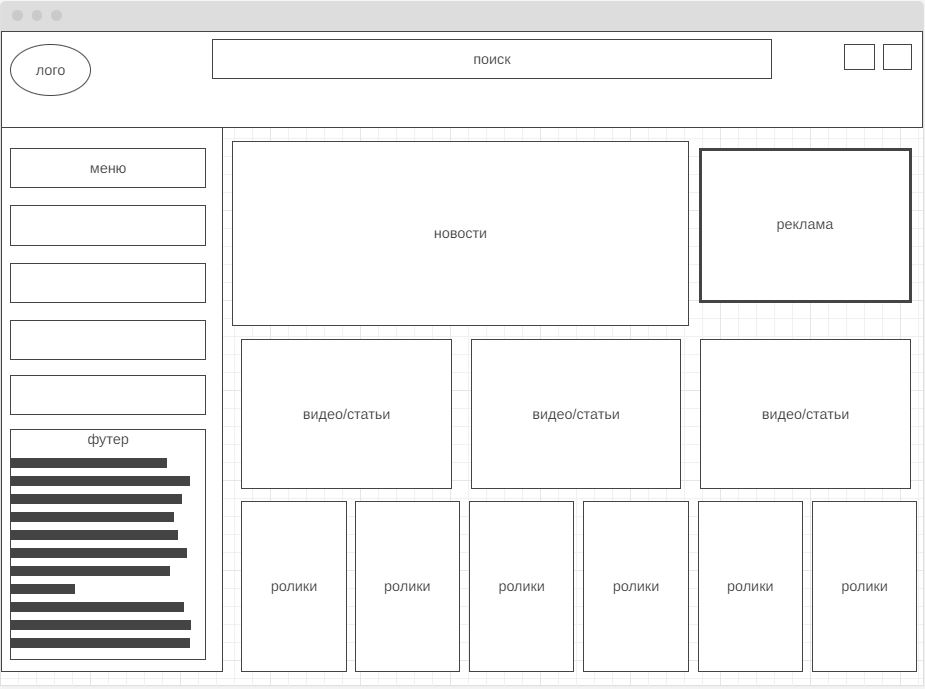 лого
поиск
меню
новости
реклама
видео/статьи
видео/статьи
видео/статьи
футер
ролики
ролики
ролики
ролики
ролики
ролики